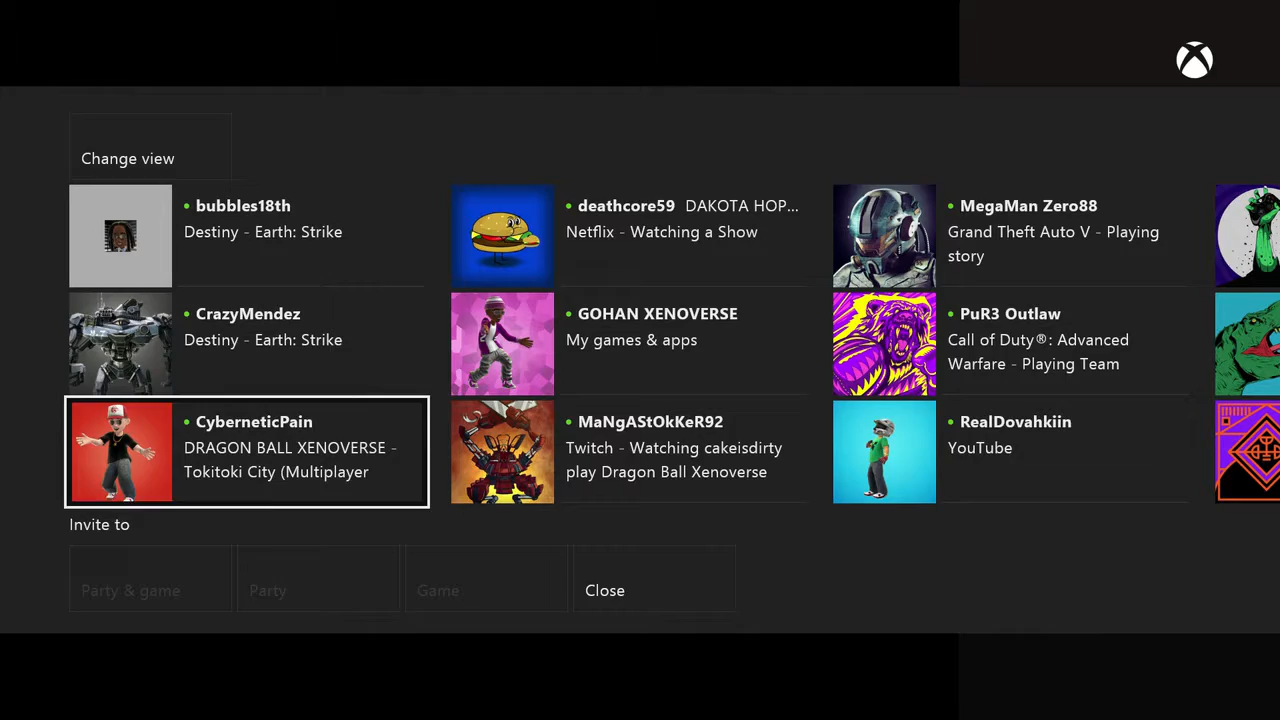 Change view
bubbles18th
Destiny - Earth: Strike
deathcore59 DAKOTA HOP...
Netflix - Watching a Show
MegaMan Zero88
Grand Theft Auto V - Playing
story
CrazyMendez
Destiny - Earth: Strike
GOHAN XENOVERSE
My games & apps
PuR3 Outlaw
Call of Duty®: Advanced
Warfare - Playing Team
CyberneticPain
DRAGON BALL XENOVERSE -
Tokitoki City (Multiplayer
MaNgAStOkKeR92
Twitch - Watching cakeisdirty
play Dragon Ball Xenoverse
RealDovahkiin
YouTube
Invite to
Party & game
Party
Game
Close